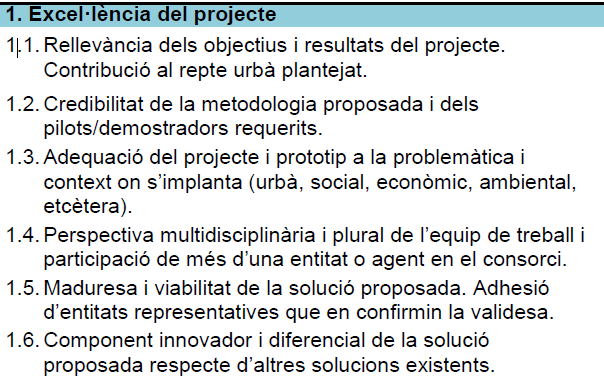 1. Excel·lència del projecte
1.1. Rellevància dels objectius i resultats del projecte.
Contribució al repte urbà plantejat.
1.2. Credibilitat de la metodologia proposada i dels
pilots/demostradors requerits.
1.3. Adequació del projecte i prototip a la problemàtica i
context on s’implanta (urbà, social, econòmic, ambiental,
etcètera).
1.4. Perspectiva multidisciplinària i plural de l’equip de treball i
participació de més d’una entitat o agent en el consorci.
1.5. Maduresa i viabilitat de la solució proposada. Adhesió
d’entitats representatives que en confirmin la validesa.
1.6. Component innovador i diferencial de la solució
proposada respecte d’altres solucions existents.